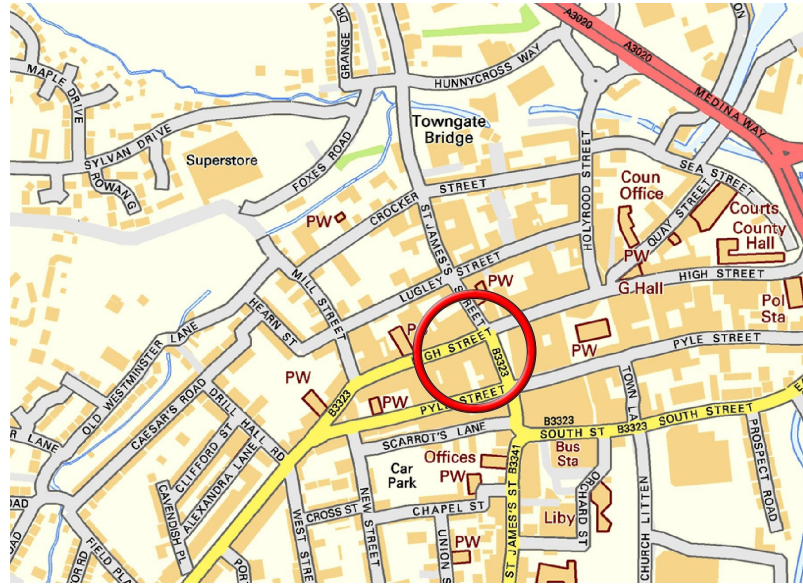 A3020
A3020
GRANGE DR
HUNNYCROSS WAY
MAPLE DRIVE
MEDINA WAY
Towngate
Bridge
SYLVAN DRIVE
Superstore
FOXES ROAD
ROWAN G
HOLYROOD STREET
SEA STREET
Coun
Office
CROCKER STREET
QUAY STREET
Courts
County
Hall
PW
ST JAMES'S STREET
PW
LUGLEY STREET
HIGH STREET
G Hall
MILL STREET
PW
Pol
Sta
HEARN ST
OLD WESTMINSTER LANE
GH STREET
B3323
PW
PYLE STREET
CAESAR'S ROAD
PW
B3323
PW
PYLE STREET
TOWN LA
DRILL HALL RD
SCARROT'S LANE
B3323
SOUTH ST
B3323
SOUTH STREET
LANE
CLIFFORD ST
ALEXANDRA LANE
CAVENDISH PL
Car
Park
Offices
PW
B3341
Bus
Sta
PROSPECT ROAD
ORCHARD ST
NEW STREET
WEST STREET
CROSS ST
CHAPEL ST
Liby
CHURCH LITTEN
UNION S
PW
ST JAMES'S ST
FIELD PLA
POR